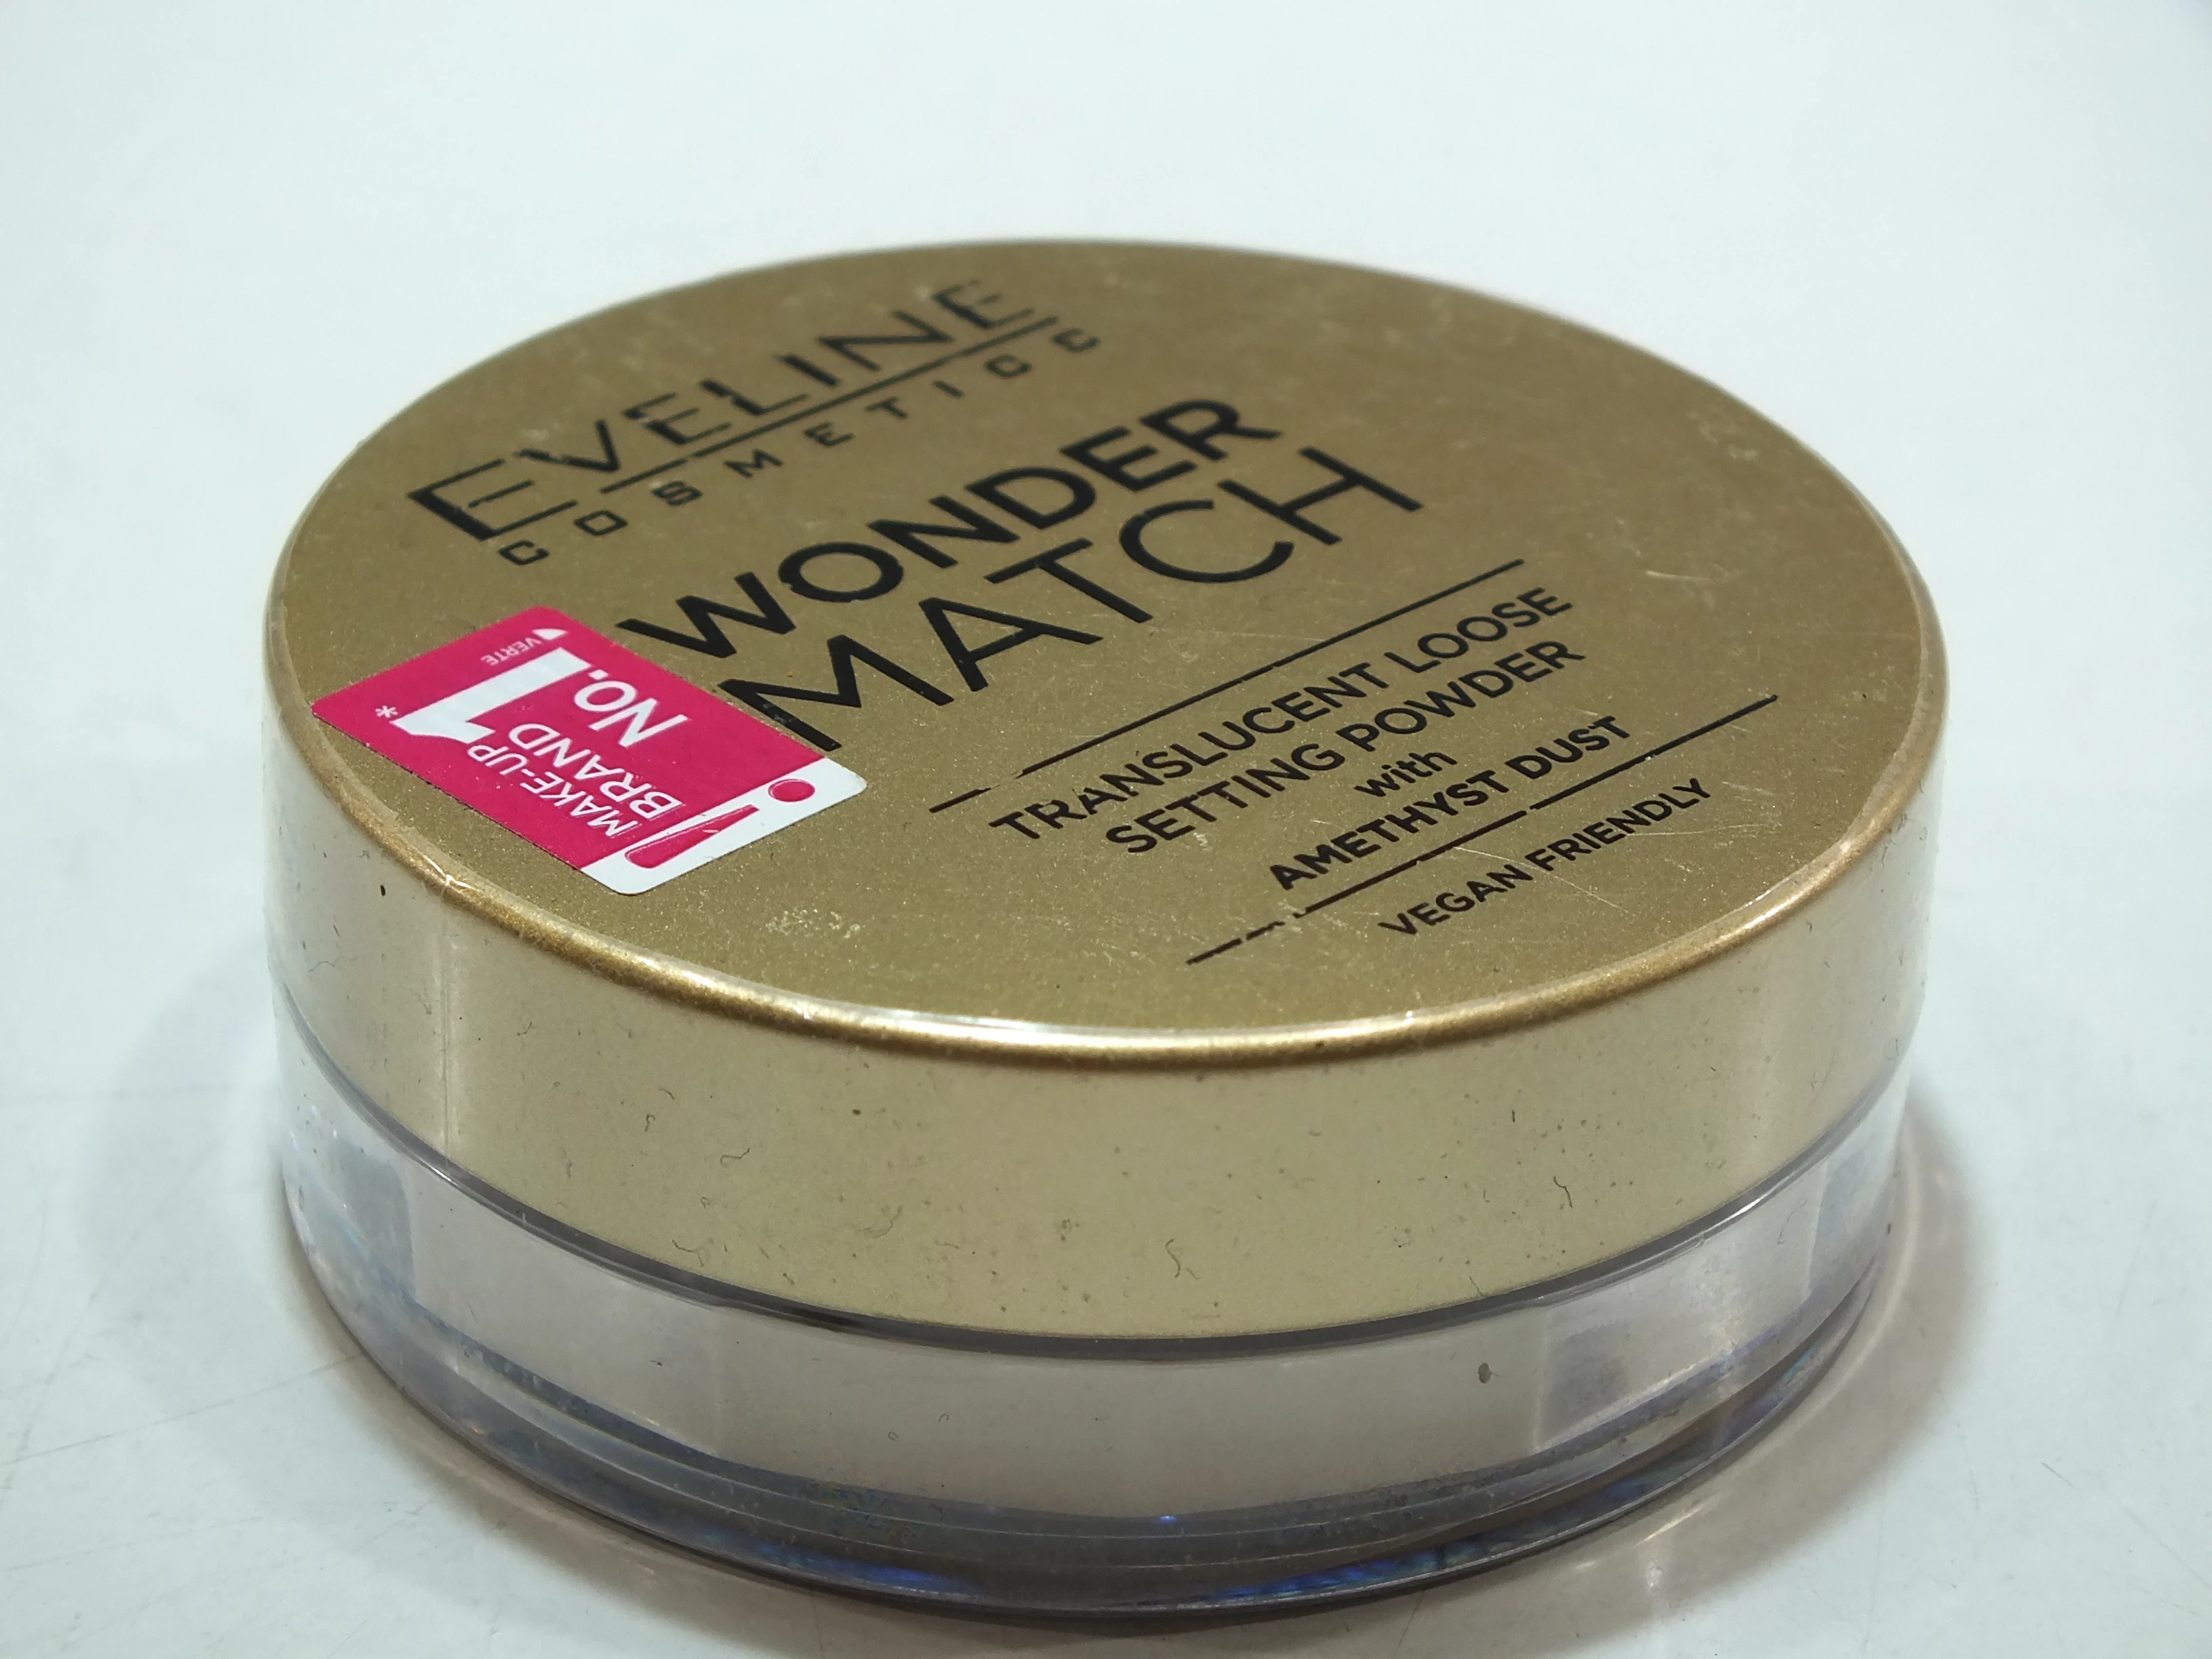 EVELINE
COSMETICS
WONDER
MATCH
TRANSLUCENT LOOSE
SETTING POWDER
with
AMETHYST DUST
VEGAN FRIENDLY
MAKE-UP
BRAND
No.
1*
VERTE